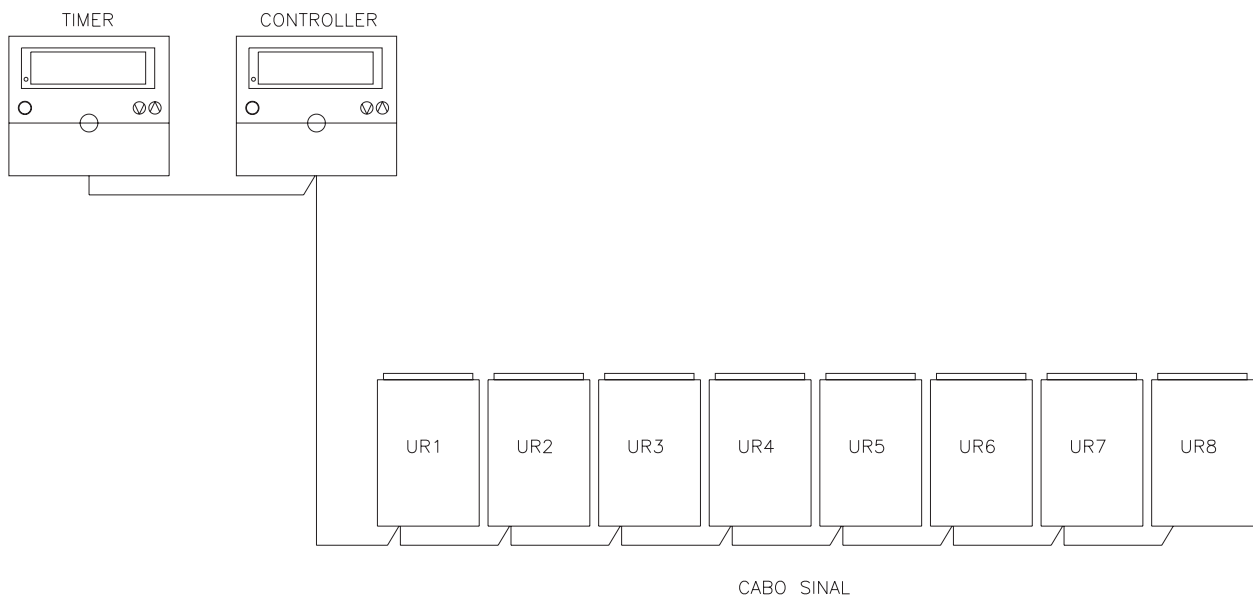 TIMER
CONTROLLER
UR1
UR2
UR3
UR4
UR5
UR6
UR7
UR8
CABO SINAL